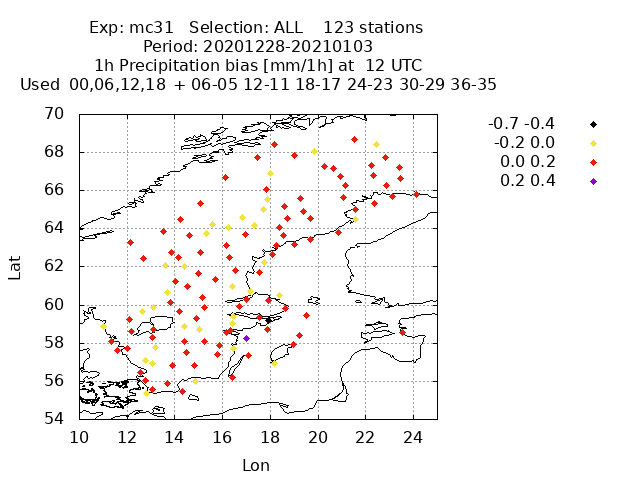 Exp: mc31 Selection: ALL 123 stations
Period: 20201228-20210103
1h Precipitation bias [mm/1h] at 12 UTC
Used 00,06,12,18 + 06-05 12-11 18-17 24-23 30-29 36-35
-0.7 -0.4
-0.2 0.0
0.0 0.2
0.2 0.4
70
68
66
64
62
60
58
56
54
Lat
10 12 14 16 18 20 22 24
Lon